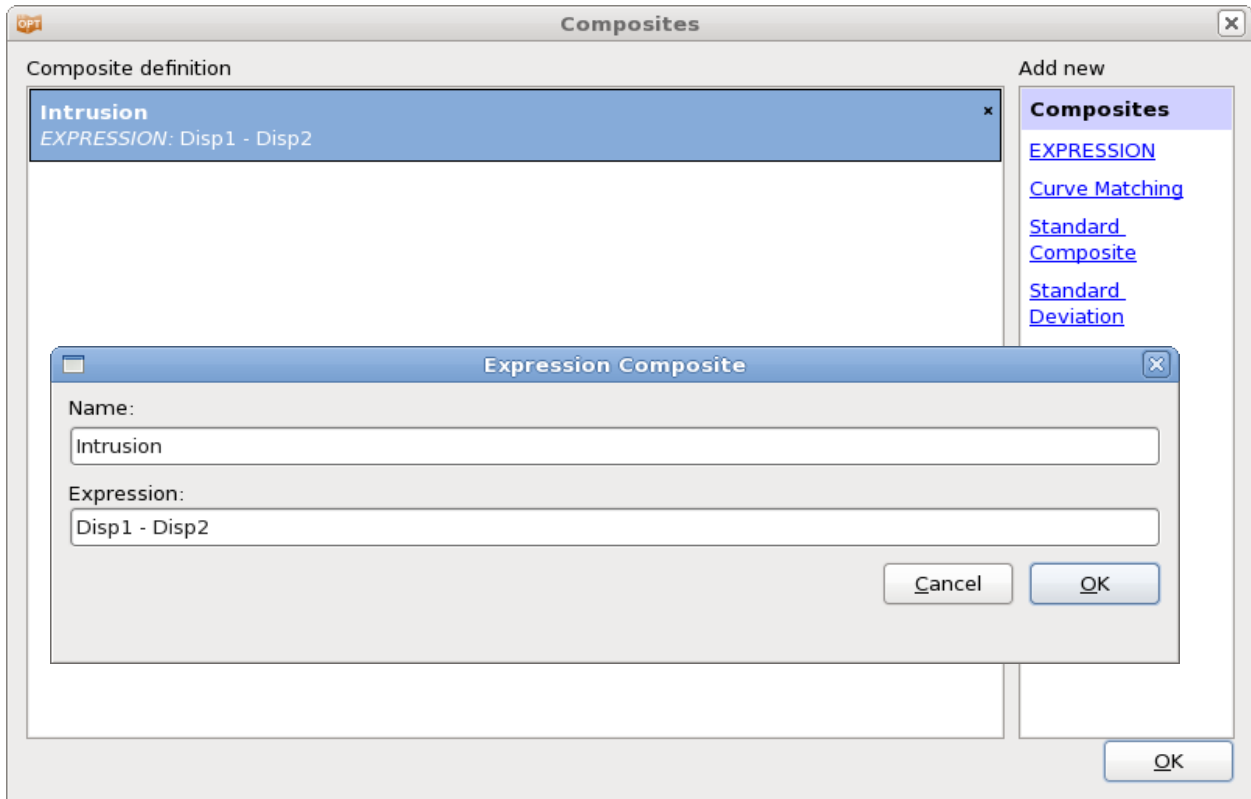 OPT
Composites
Composite definition
Add new
Intrusion
EXPRESSION: Disp1 - Disp2
Composites
EXPRESSION
Curve Matching
Standard
Composite
Standard
Deviation
Expression Composite
Name:
Intrusion
Expression:
Disp1 - Disp2
Cancel
OK
OK